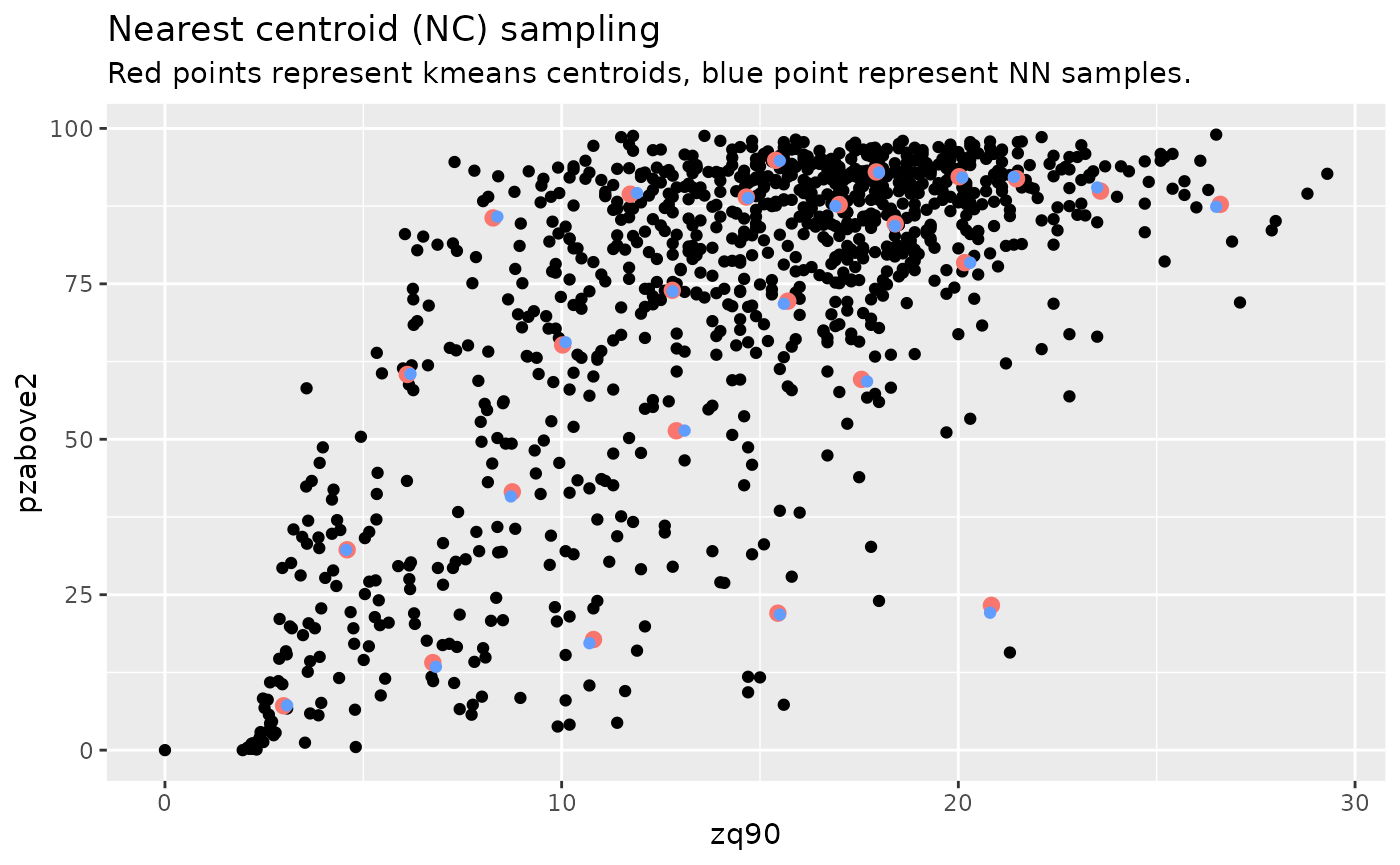 Nearest centroid (NC) sampling
Red points represent kmeans centroids, blue point represent NN samples.
100
75
50
25
0
pzabove2
0 10 20 30
zq90